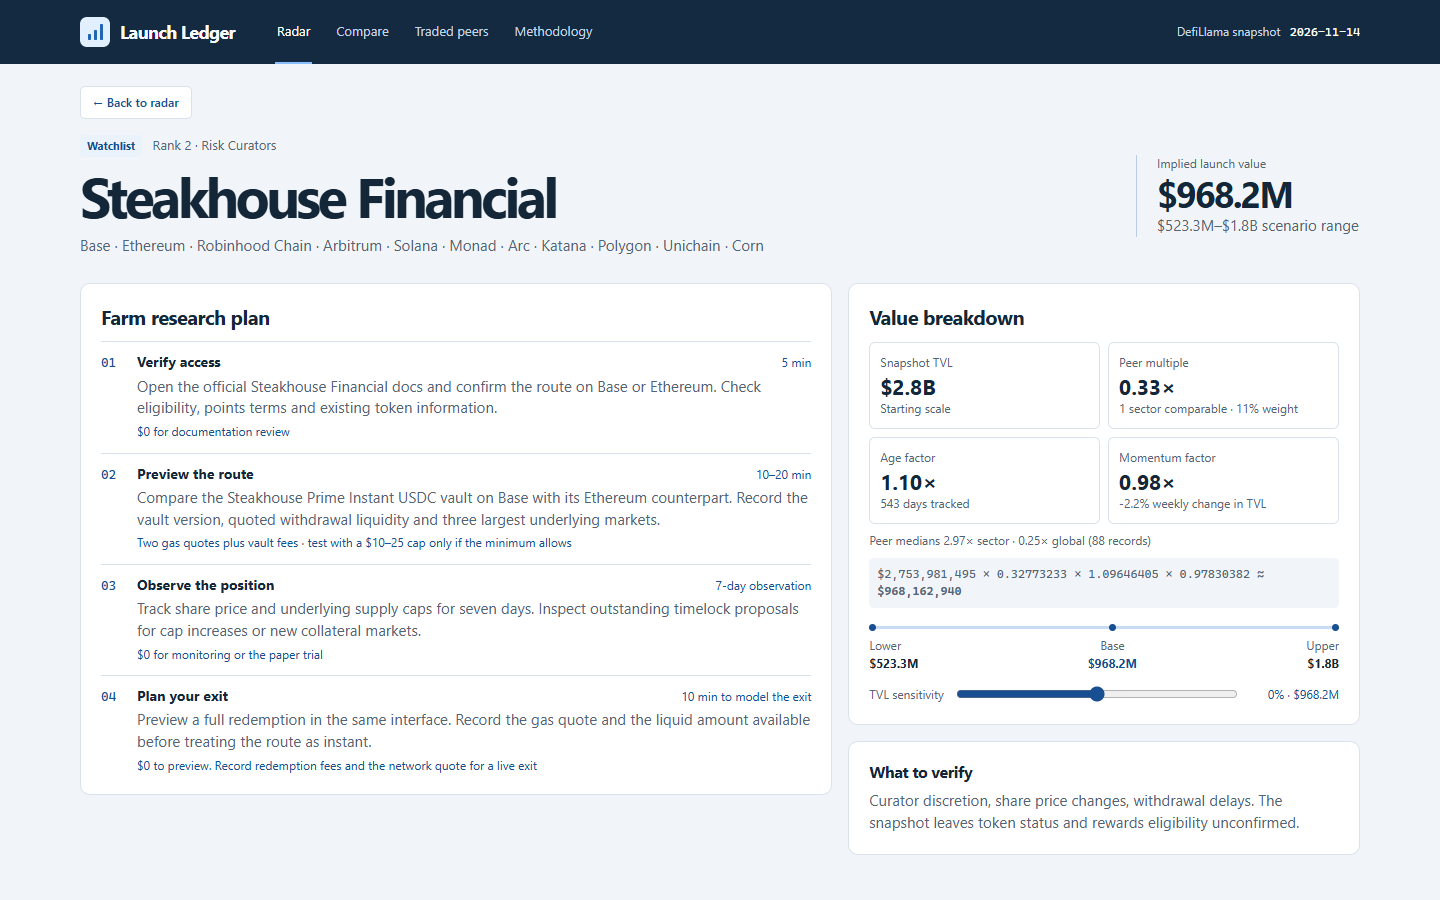 Launch Ledger
Radar
Compare
Traded peers
Methodology
DefiLlama snapshot 2026-11-14
← Back to radar
Watchlist
Rank 2 · Risk Curators
Steakhouse Financial
Base · Ethereum · Robinhood Chain · Arbitrum · Solana · Monad · Arc · Katana · Polygon · Unichain · Corn
Implied launch value
$968.2M
$523.3M–$1.8B scenario range
Farm research plan
01 Verify access 5 min
Open the official Steakhouse Financial docs and confirm the route on Base or Ethereum. Check
eligibility, points terms and existing token information.
$0 for documentation review
02 Preview the route 10–20 min
Compare the Steakhouse Prime Instant USDC vault on Base with its Ethereum counterpart. Record the
vault version, quoted withdrawal liquidity and three largest underlying markets.
Two gas quotes plus vault fees · test with a $10–25 cap only if the minimum allows
03 Observe the position 7-day observation
Track share price and underlying supply caps for seven days. Inspect outstanding timelock proposals
for cap increases or new collateral markets.
$0 for monitoring or the paper trial
04 Plan your exit 10 min to model the exit
Preview a full redemption in the same interface. Record the gas quote and the liquid amount available
before treating the route as instant.
$0 to preview. Record redemption fees and the network quote for a live exit
Value breakdown
Snapshot TVL
$2.8B
Starting scale
Peer multiple
0.33×
1 sector comparable · 11% weight
Age factor
1.10×
543 days tracked
Momentum factor
0.98×
-2.2% weekly change in TVL
Peer medians 2.97× sector · 0.25× global (88 records)
$2,753,981,495 × 0.32773233 × 1.09646405 × 0.97830382 ≈
$968,162,940
Lower Base Upper
$523.3M $968.2M $1.8B
TVL sensitivity 0% · $968.2M
What to verify
Curator discretion, share price changes, withdrawal delays. The
snapshot leaves token status and rewards eligibility unconfirmed.